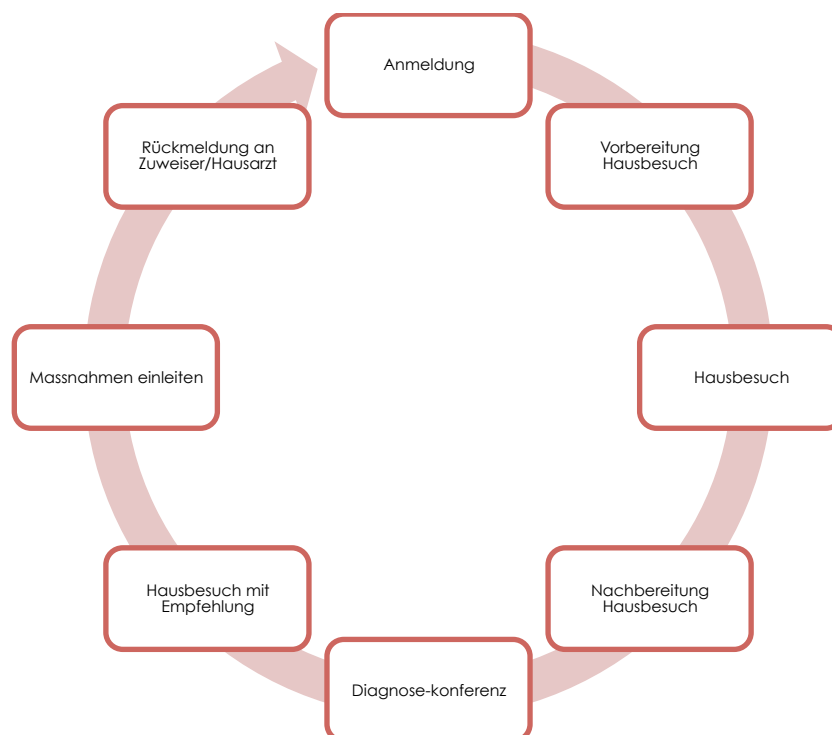 Anmeldung
Vorbereitung
Hausbesuch
Hausbesuch
Nachbereitung
Hausbesuch
Diagnose-konferenz
Hausbesuch mit
Empfehlung
Massnahmen einleiten
Rückmeldung an
Zuweiser/Hausarzt